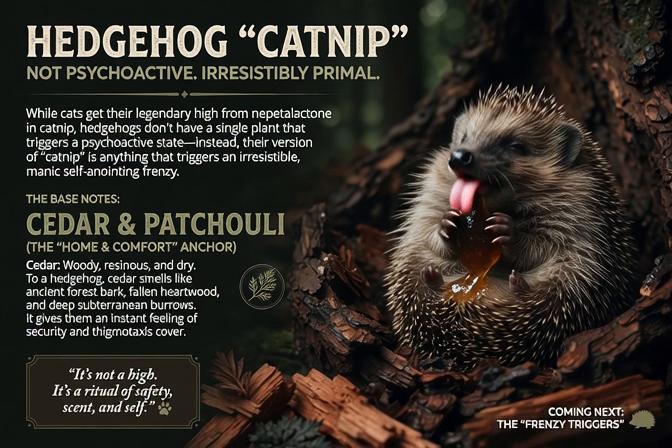 HEDGEHOG “CATNIP”
NOT PSYCHOACTIVE. IRRESISTIBLY PRIMAL.
While cats get their legendary high from nepetalactone
in catnip, hedgehogs don't have a single plant that
triggers a psychoactive state—instead, their version
of “catnip” is anything that triggers an irresistible,
manic self-anointing frenzy.
THE BASE NOTES:
CEDAR & PATCHOULI
(THE “HOME & COMFORT” ANCHOR)
Cedar: Woody, resinous, and dry.
To a hedgehog, cedar smells like
ancient forest bark, fallen heartwood,
and deep subterranean burrows.
It gives them an instant feeling of
security and thigmotaxis cover.
“It's not a high.
It's a ritual of safety,
scent, and self.”
COMING NEXT:
THE “FRENZY TRIGGERS”